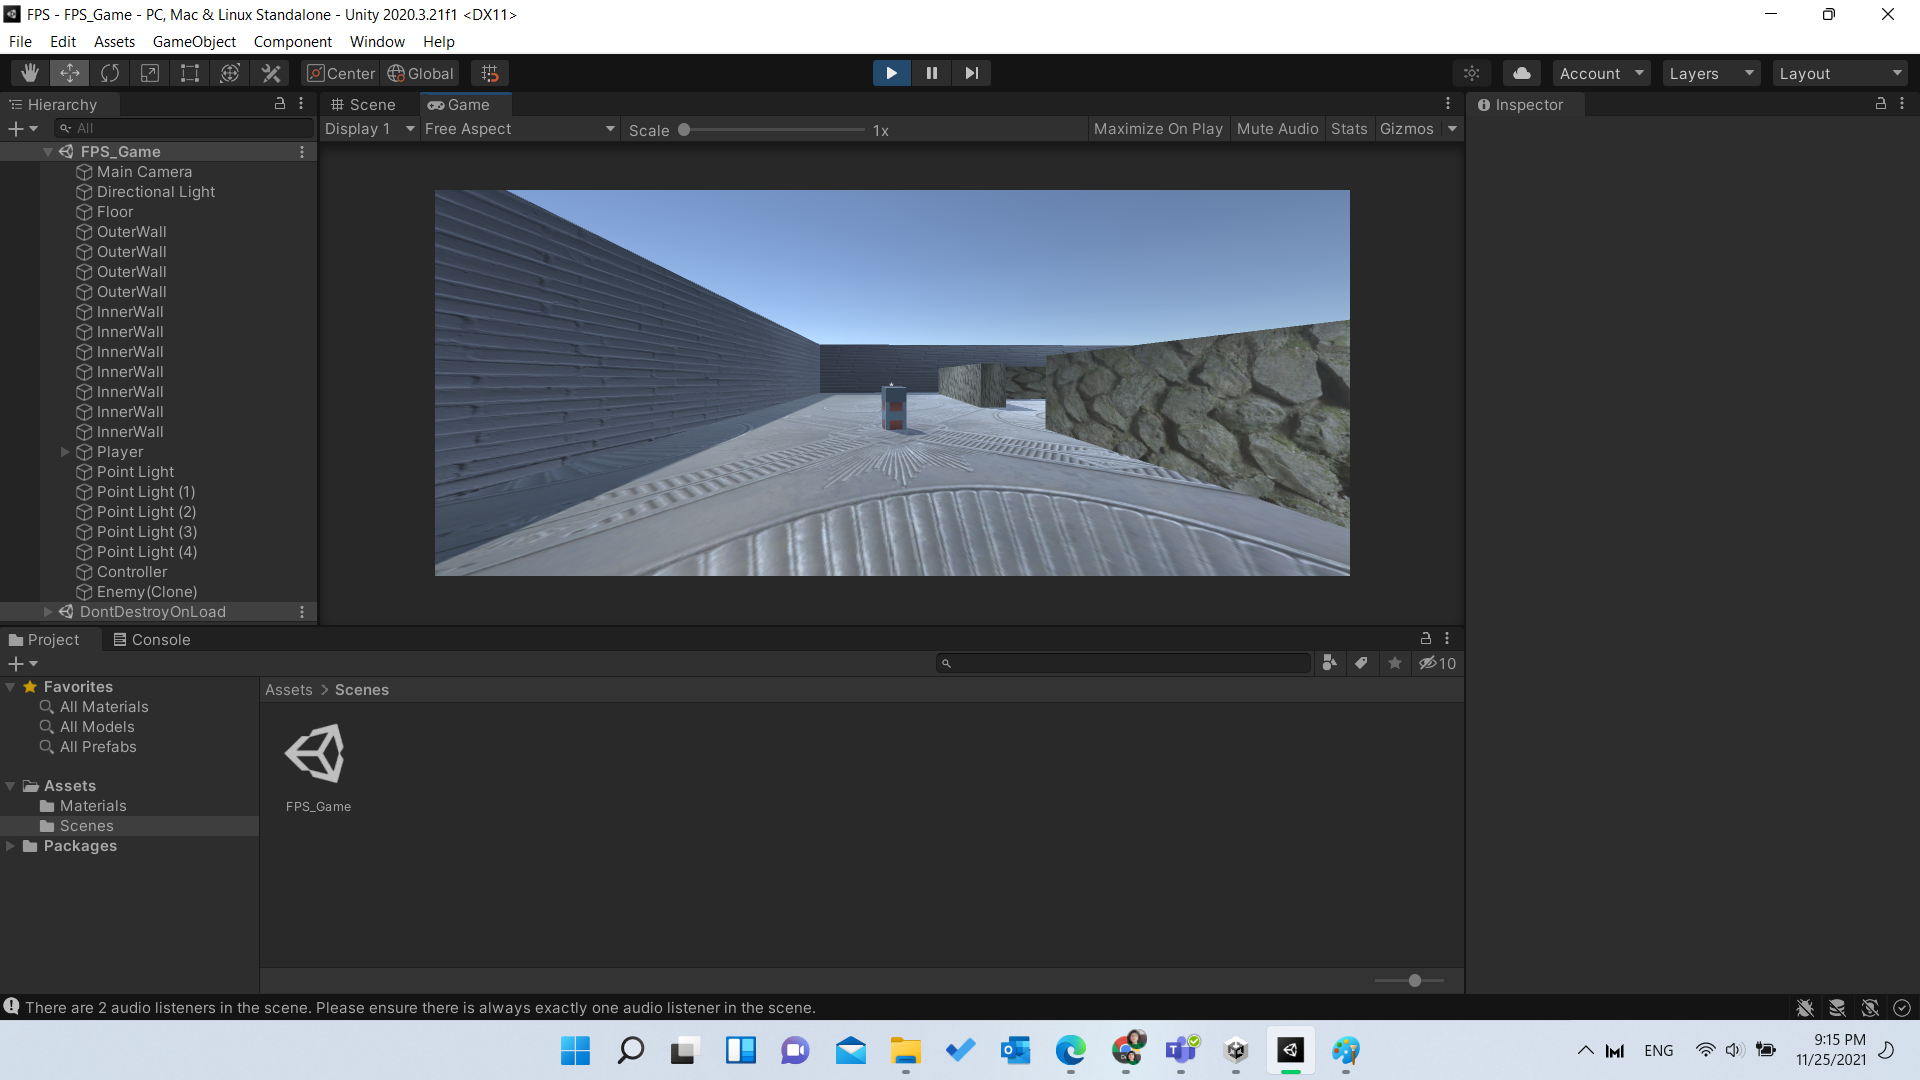 FPS - FPS_Game - PC, Mac & Linux Standalone - Unity 2020.3.21f1 <DX11>
File Edit Assets GameObject Component Window Help
Center Global Account Layers Layout
Hierarchy Scene Game Inspector
All Display 1 Free Aspect Scale 1x Maximize On Play Mute Audio Stats Gizmos
FPS_Game
Main Camera
Directional Light
Floor
OuterWall
OuterWall
OuterWall
OuterWall
InnerWall
InnerWall
InnerWall
InnerWall
InnerWall
InnerWall
InnerWall
Player
Point Light
Point Light (1)
Point Light (2)
Point Light (3)
Point Light (4)
Controller
Enemy(Clone)
DontDestroyOnLoad
Project Console
10
Favorites
All Materials
All Models
All Prefabs
Assets
Materials
Scenes
Packages
Assets > Scenes
FPS_Game
There are 2 audio listeners in the scene. Please ensure there is always exactly one audio listener in the scene.
ENG
9:15 PM
11/25/2021